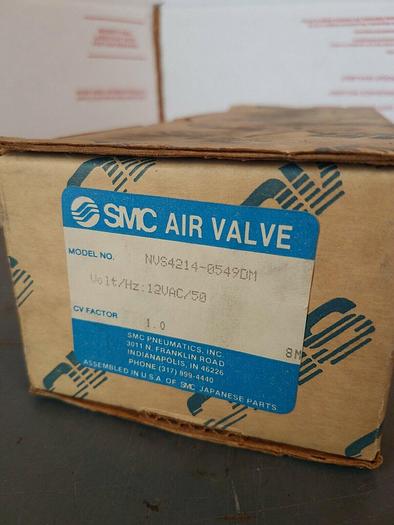 SMC AIR VALVE
MODEL NO. NVS4214-0549DM
Volt/Hz:12VAC/50
CV FACTOR 1.0
8M
SMC PNEUMATICS, INC.
3011 N. FRANKLIN ROAD
INDIANAPOLIS, IN 46226
PHONE (317) 899-4440
ASSEMBLED IN U.S.A. OF SMC JAPANESE PARTS